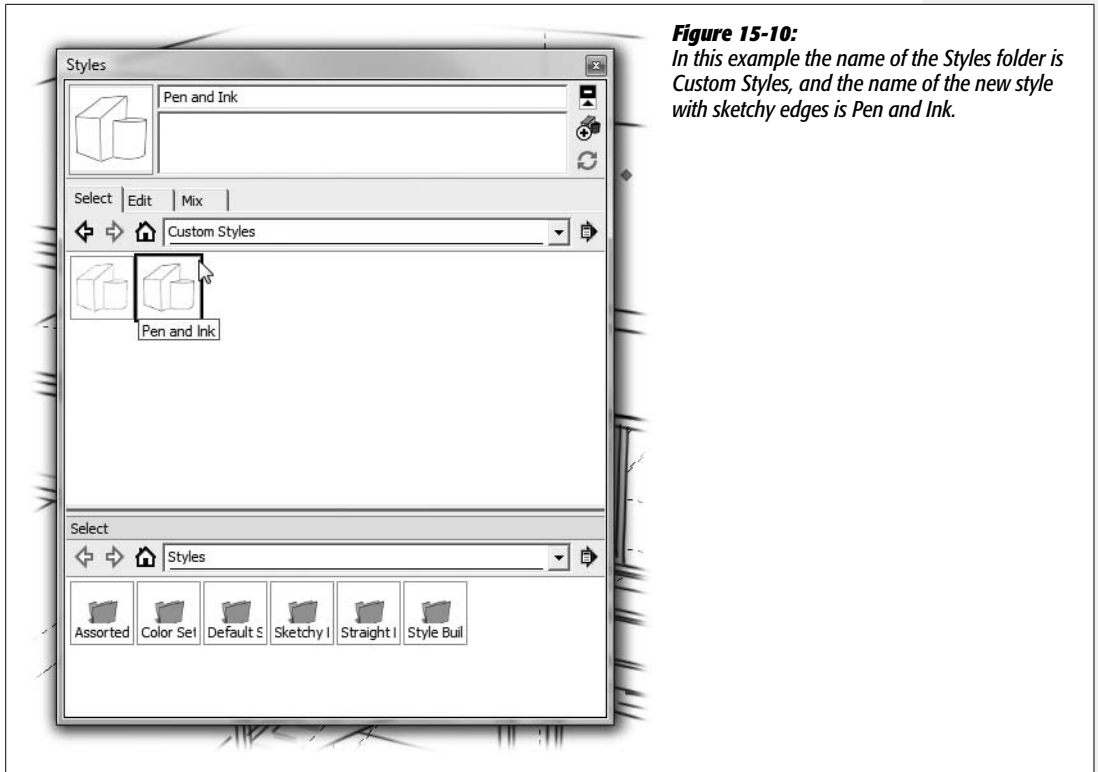 Figure 15-10:
In this example the name of the Styles folder is
Custom Styles, and the name of the new style
with sketchy edges is Pen and Ink.
Styles
Pen and Ink
Select Edit Mix
Custom Styles
Pen and Ink
Select
Styles
Assorted Color Set Default S Sketchy Straight Style Buil